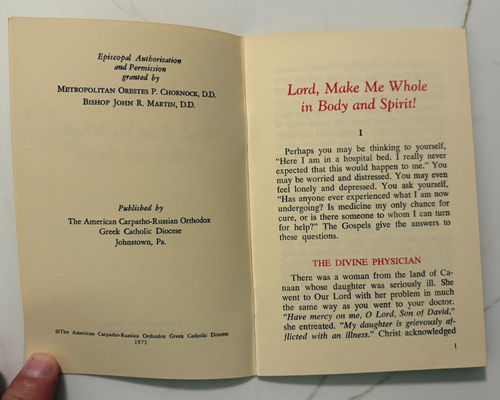 Episcopal Authorization
and Permission
granted by
METROPOLITAN ORESTES P. CHORNOCK, D.D.
BISHOP JOHN R. MARTIN, D.D.
Published by
The American Carpatho-Russian Orthodox
Greek Catholic Diocese
Johnstown, Pa.
©The American Carpatho-Russian Orthodox Greek Catholic Diocese
1973
Lord, Make Me Whole
in Body and Spirit!
I
Perhaps you may be thinking to yourself,
"Here I am in a hospital bed. I really never
expected that this would happen to me." You
may be worried and distressed. You may even
feel lonely and depressed. You ask yourself,
"Has anyone ever experienced what I am now
undergoing? Is medicine my only chance for
cure, or is there someone to whom I can turn
for help?" The Gospels give the answers to
these questions.
THE DIVINE PHYSICIAN
There was a woman from the land of Ca-
naan whose daughter was seriously ill. She
went to Our Lord with her problem in much
the same way as you went to your doctor.
"Have mercy on me, O Lord, Son of David,"
she entreated. "My daughter is grievously af-
flicted with an illness." Christ acknowledged
1